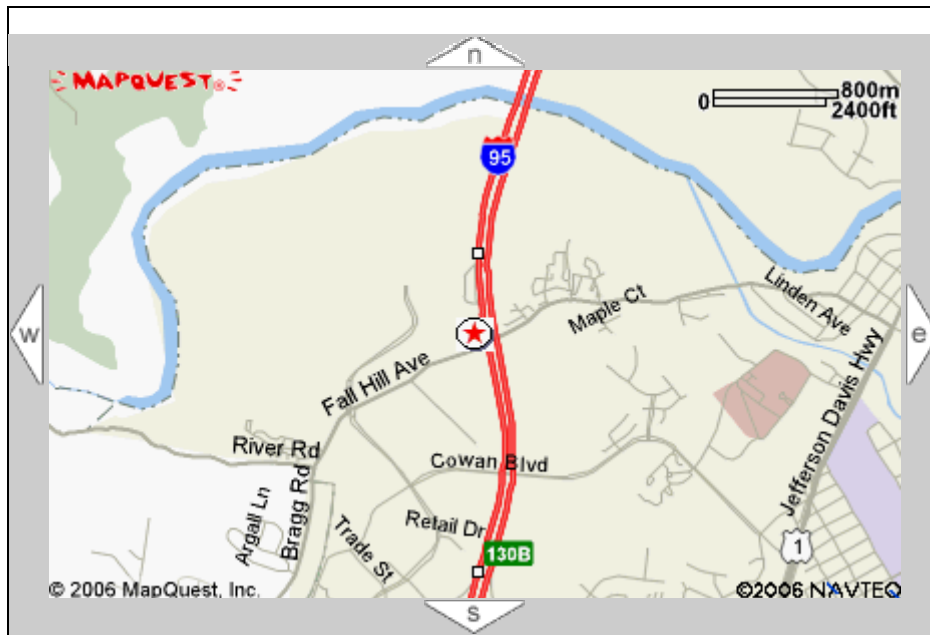 n
MAPQUEST®
0 800m
2400ft
95
Linden Ave
Maple Ct
w
e
Fall Hill Ave
Jefferson Davis Hwy
River Rd
Cowan Blvd
Argall Ln
Bragg Rd
Retail Dr
Trade St
130B
1
© 2006 MapQuest, Inc.
©2006 NAVTEQ
s